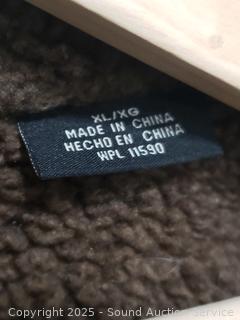 XL/XG
MADE IN CHINA
HECHO EN CHINA
WPL 11590
Copyright 2025 - Sound Auction Service